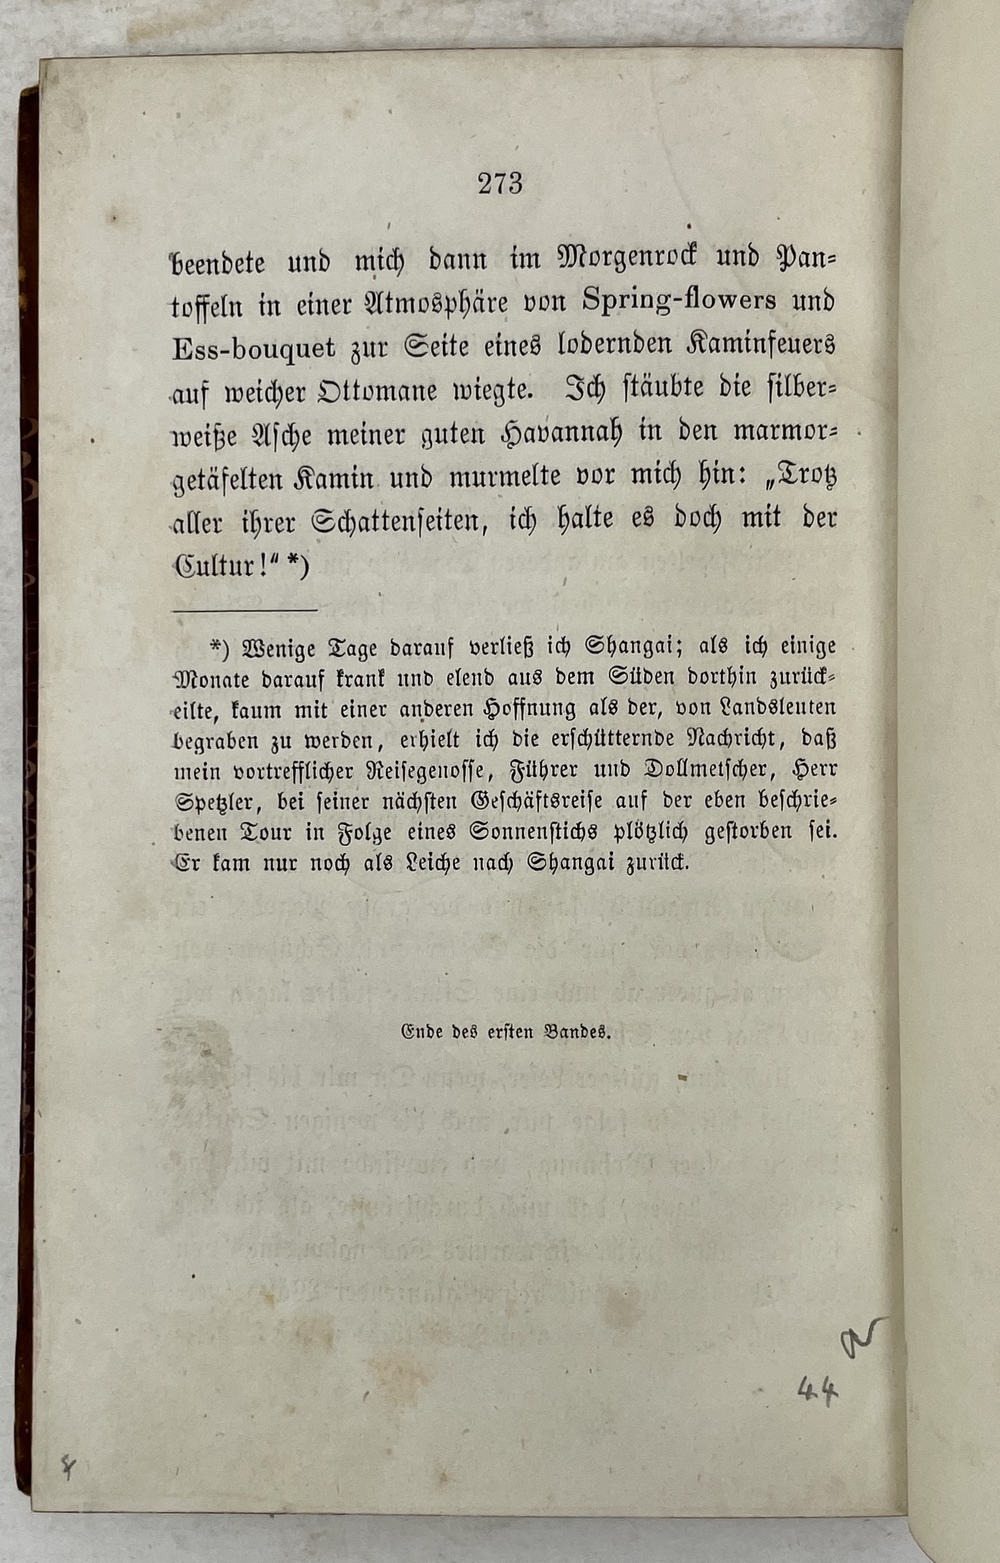 273
beendete und mich dann im Morgenrock und Pan-
toffeln in einer Atmosphäre von Spring-flowers und
Ess-bouquet zur Seite eines lodernden Kaminfeuers
auf weicher Ottomane wiegte. Ich stäubte die silber-
weiße Asche meiner guten Havannah in den marmor-
getäfelten Kamin und murmelte vor mich hin: „Trotz
aller ihrer Schattenseiten, ich halte es doch mit der
Cultur!“ *)
*) Wenige Tage darauf verließ ich Shangai; als ich einige
Monate darauf krank und elend aus dem Süden dorthin zurück-
eilte, kaum mit einer anderen Hoffnung als der, von Landsleuten
begraben zu werden, erhielt ich die erschütternde Nachricht, daß
mein vortrefflicher Reisegenosse, Führer und Dollmetscher, Herr
Spetzler, bei seiner nächsten Geschäftsreise auf der eben beschrie-
benen Tour in Folge eines Sonnenstichs plötzlich gestorben sei.
Er kam nur noch als Leiche nach Shangai zurück.
Ende des ersten Bandes.
44